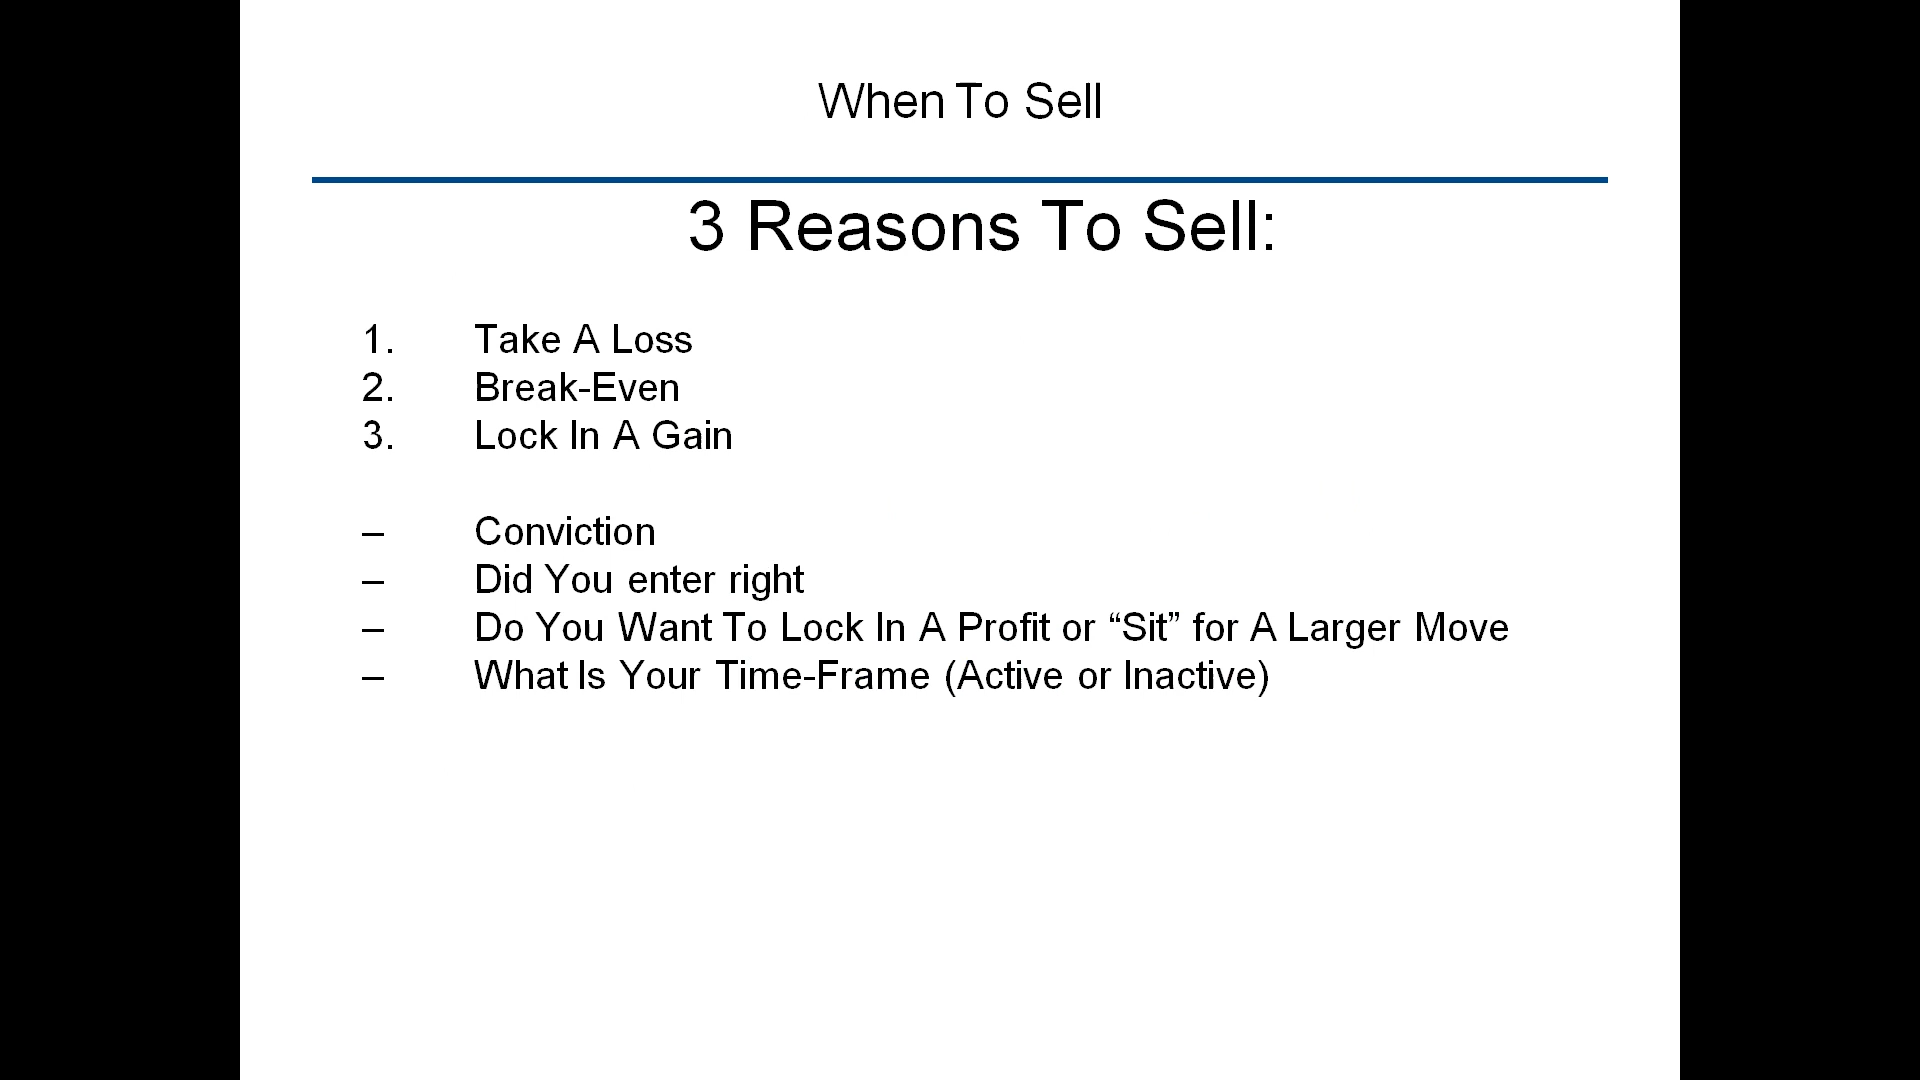 When To Sell
3 Reasons To Sell:
1. Take A Loss
2. Break-Even
3. Lock In A Gain
– Conviction
– Did You enter right
– Do You Want To Lock In A Profit or “Sit” for A Larger Move
– What Is Your Time-Frame (Active or Inactive)